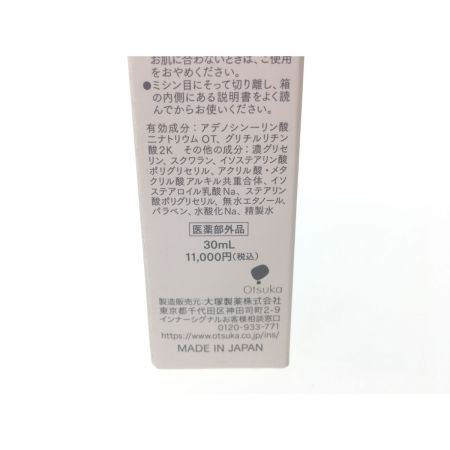 お肌に合わないときは、ご使用
をおやめください。
●ミシン目にそって切り離し、箱
の内側にある説明書をよく読
んでからお使いください。
有効成分：アデノシン一リン酸
二ナトリウム OT、グリチルリチン
酸2K その他の成分：濃グリセ
リン、スクワラン、イソステアリン酸
ポリグリセリル、アクリル酸・メタ
クリル酸アルキル共重合体、イソ
ステアロイル乳酸Na、ステアリン
酸ポリグリセリル、無水エタノール、
パラベン、水酸化Na、精製水
医薬部外品
30mL
11,000円(税込)
Otsuka
製造販売元：大塚製薬株式会社
東京都千代田区神田司町2-9
インナーシグナルお客様相談窓口
0120-933-771
https://www.otsuka.co.jp/ins/
MADE IN JAPAN